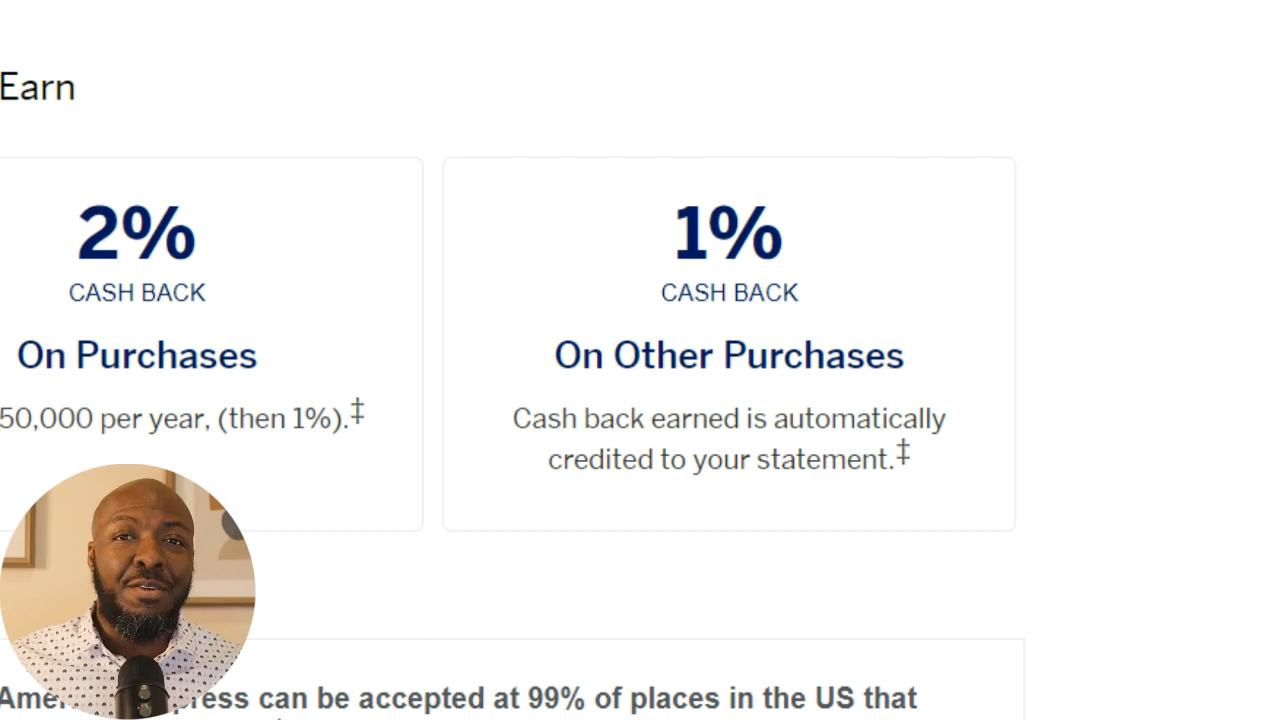 Earn
2%
CASH BACK
On Purchases
50,000 per year, (then 1%).‡
1%
CASH BACK
On Other Purchases
Cash back earned is automatically
credited to your statement.‡
can be accepted at 99% of places in the US that